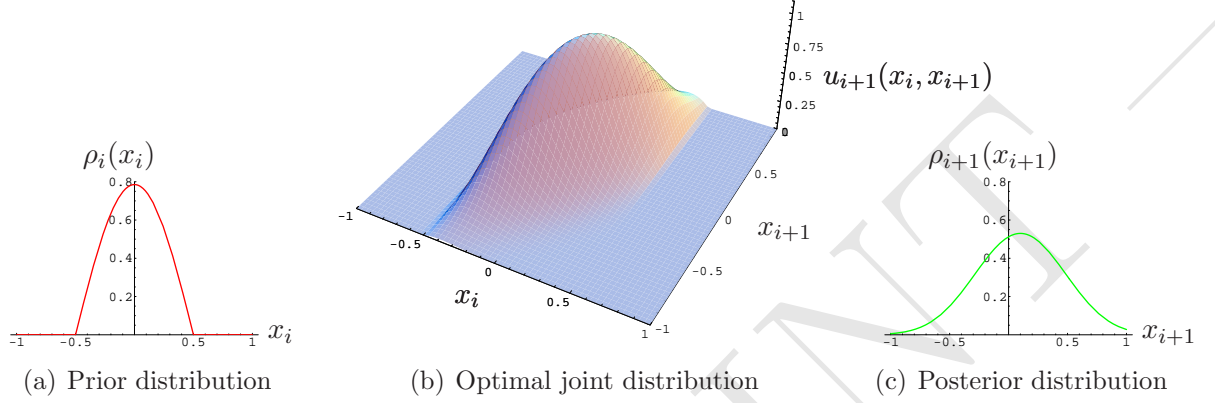 ρ_i(x_i)
0.8
0.6
0.4
0.2
-1 -0.5 0.5 1
x_i
(a) Prior distribution
1
0.75
0.5
0.25
0
u_{i+1}(x_i, x_{i+1})
-1 -0.5 0 0.5 1
x_i
-1 -0.5 0 0.5
x_{i+1}
(b) Optimal joint distribution
ρ_{i+1}(x_{i+1})
0.8
0.6
0.4
0.2
-1 -0.5 0.5 1
x_{i+1}
(c) Posterior distribution